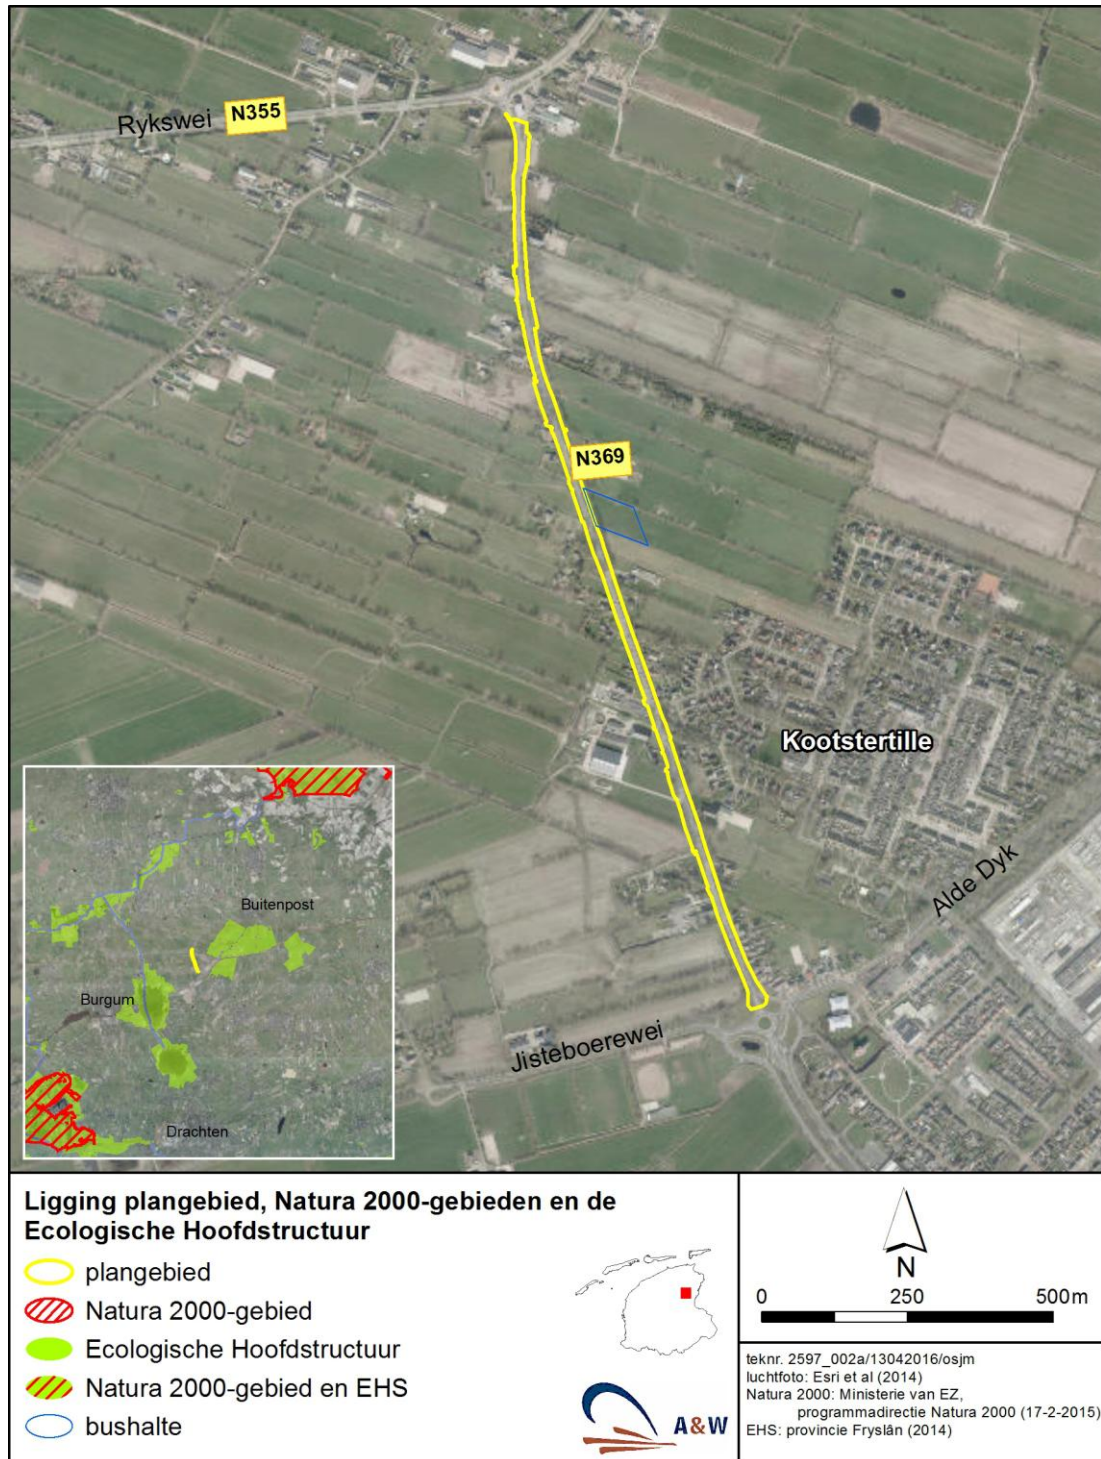 Rykswei
N355
N369
Kootstertille
Alde Dyk
Jisteboerewei
Buitenpost
Burgum
Drachten
Ligging plangebied, Natura 2000-gebieden en de
Ecologische Hoofdstructuur
plangebied
Natura 2000-gebied
Ecologische Hoofdstructuur
Natura 2000-gebied en EHS
bushalte
A&W
N
0 250 500m
teknr. 2597_002a/13042016/osjm
luchtfoto: Esri et al (2014)
Natura 2000: Ministerie van EZ,
programmadirectie Natura 2000 (17-2-2015)
EHS: provincie Fryslân (2014)